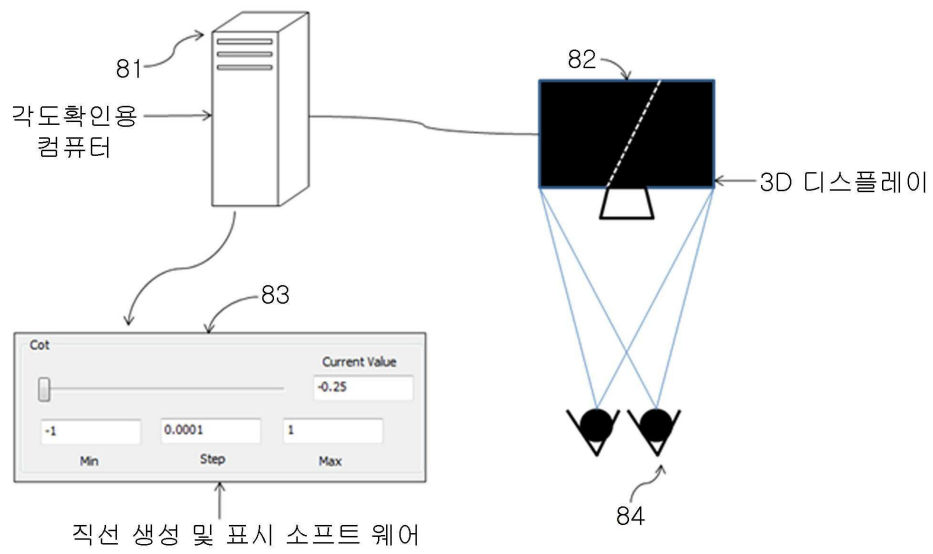 81
각도확인용
컴퓨터
82
3D 디스플레이
83
Cot
Current Value
-0.25
-1
0.0001
1
Min
Step
Max
직선 생성 및 표시 소프트 웨어
84